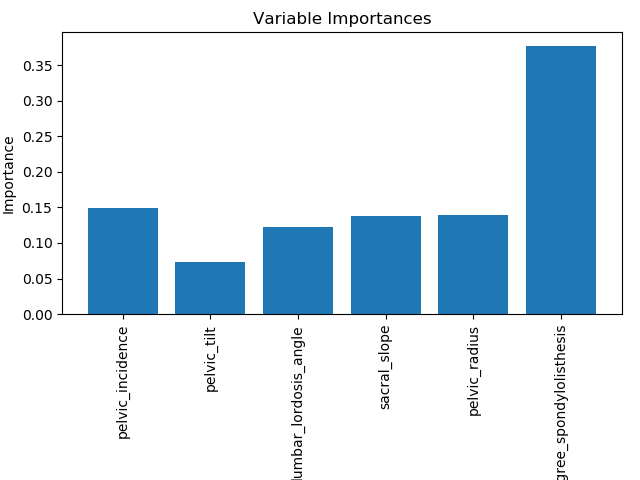 Variable Importances
Importance
0.35
0.30
0.25
0.20
0.15
0.10
0.05
0.00
pelvic_incidence
pelvic_tilt
lumbar_lordosis_angle
sacral_slope
pelvic_radius
gree_spondylolisthesis